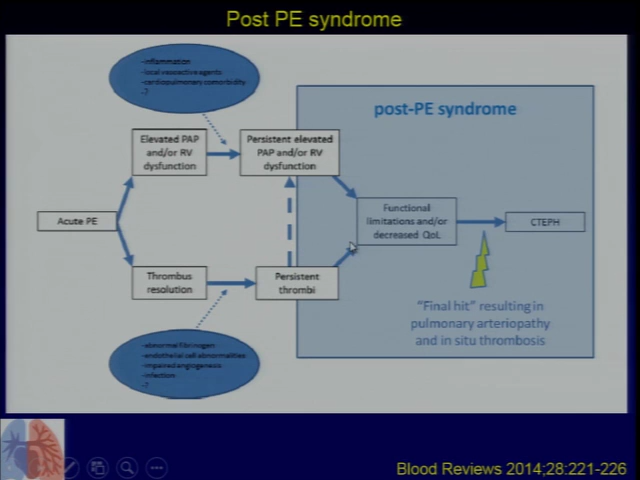 Post PE syndrome
-inflammation
-local vasoactive agents
-cardiopulmonary comorbidity
-?
post-PE syndrome
Elevated PAP
and/or RV
dysfunction
Persistent elevated
PAP and/or RV
dysfunction
Acute PE
Functional
limitations and/or
decreased QoL
CTEPH
Thrombus
resolution
Persistent
thrombi
"Final hit" resulting in
pulmonary arteriopathy
and in situ thrombosis
-abnormal fibrinogen
-endothelial cell abnormalities
-impaired angiogenesis
-infection
-?
Blood Reviews 2014;28:221-226